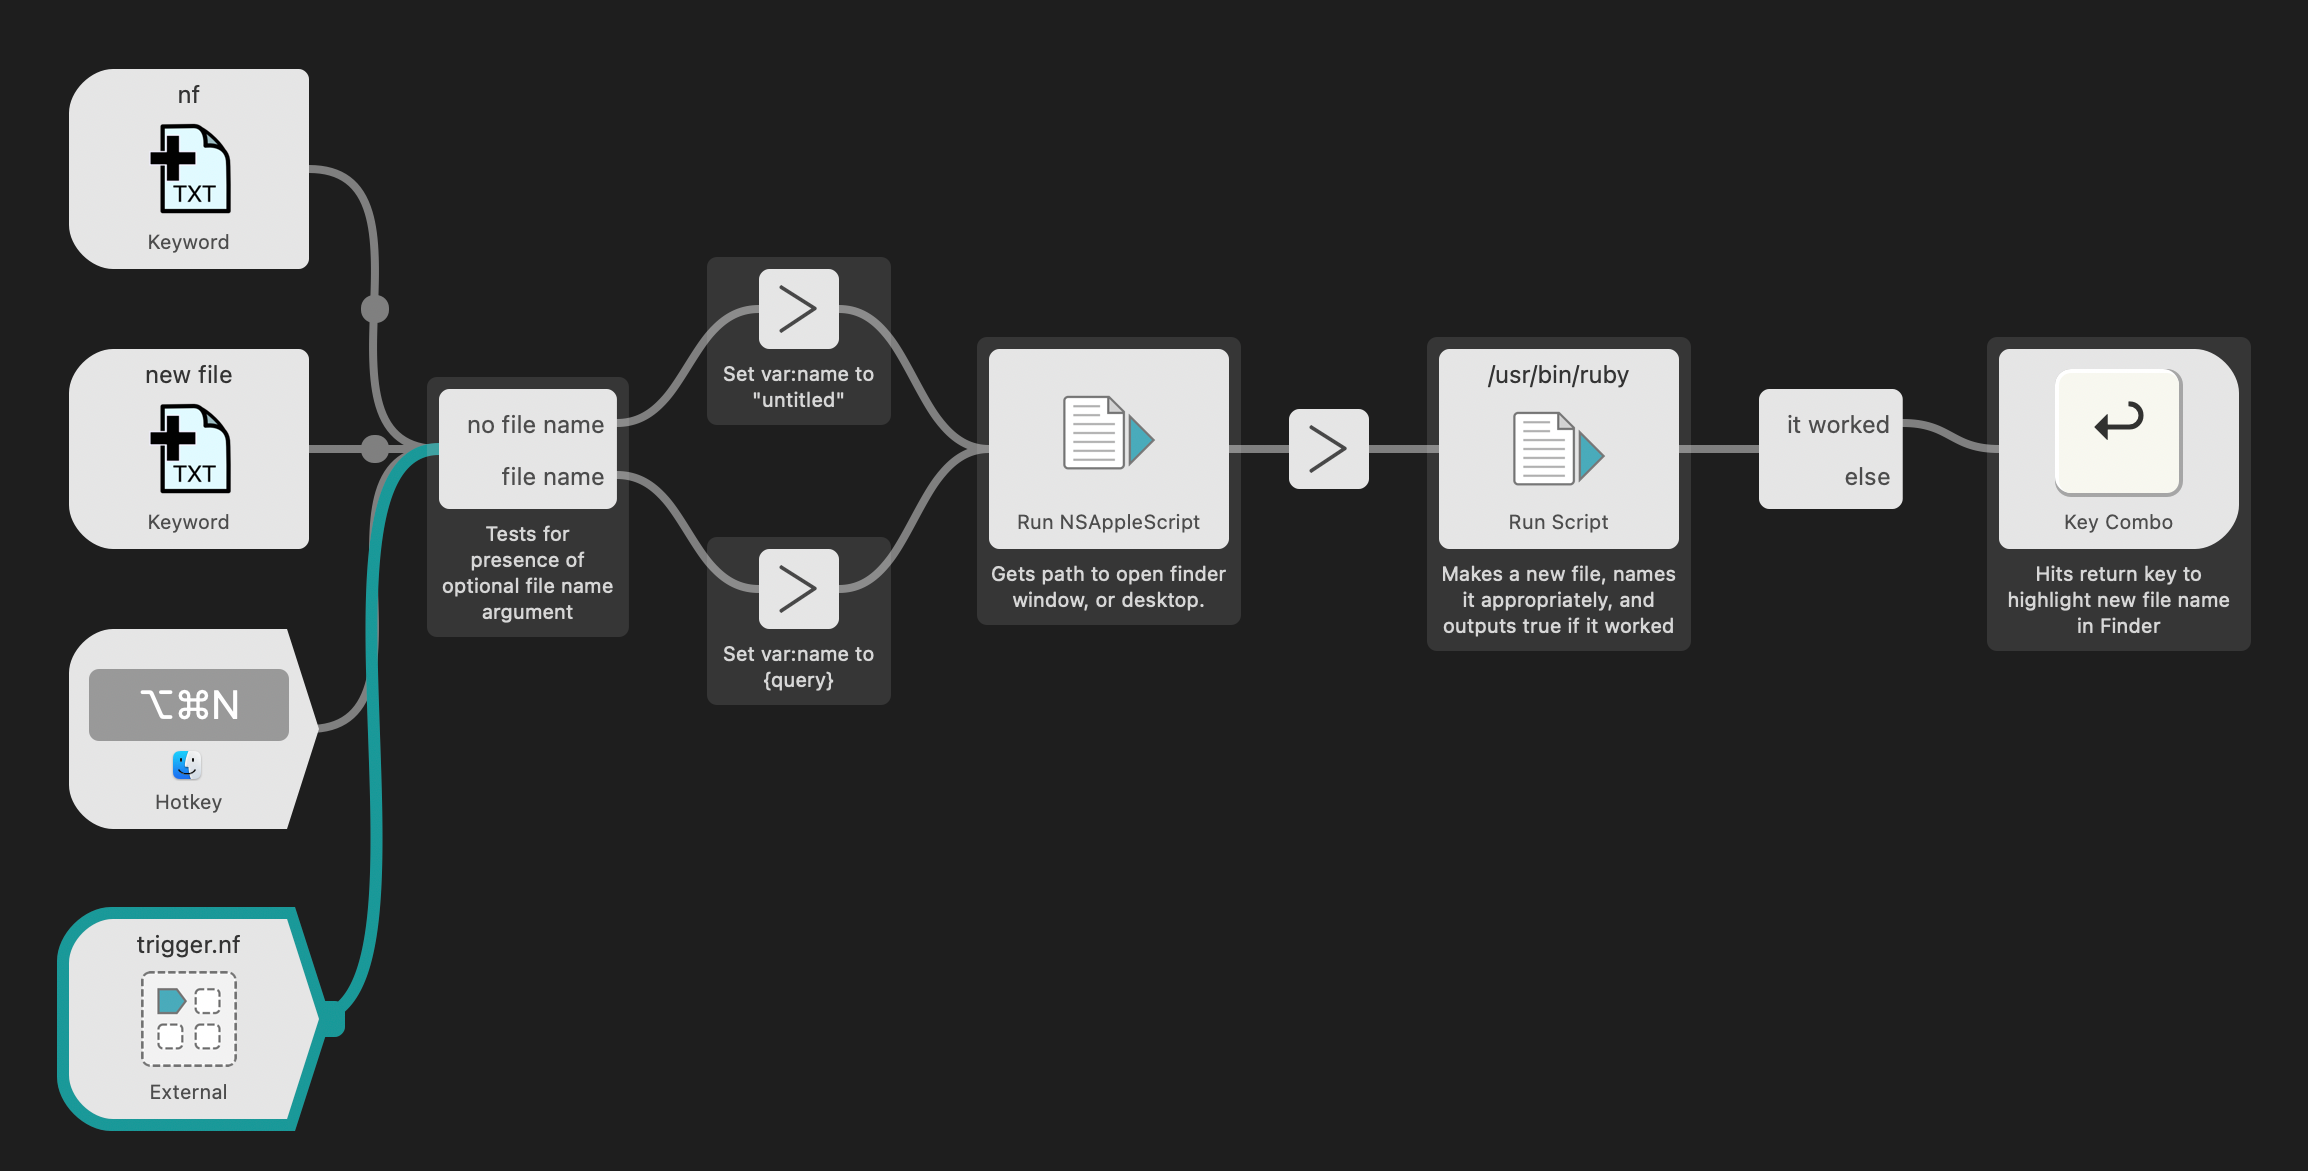 nf
TXT
Keyword
new file
TXT
Keyword
⌥⌘N
Hotkey
trigger.nf
External
no file name
file name
Tests for
presence of
optional file name
argument
Set var:name to
"untitled"
Set var:name to
{query}
Run NSAppleScript
Gets path to open finder
window, or desktop.
/usr/bin/ruby
Run Script
Makes a new file, names
it appropriately, and
outputs true if it worked
it worked
else
Key Combo
Hits return key to
highlight new file name
in Finder